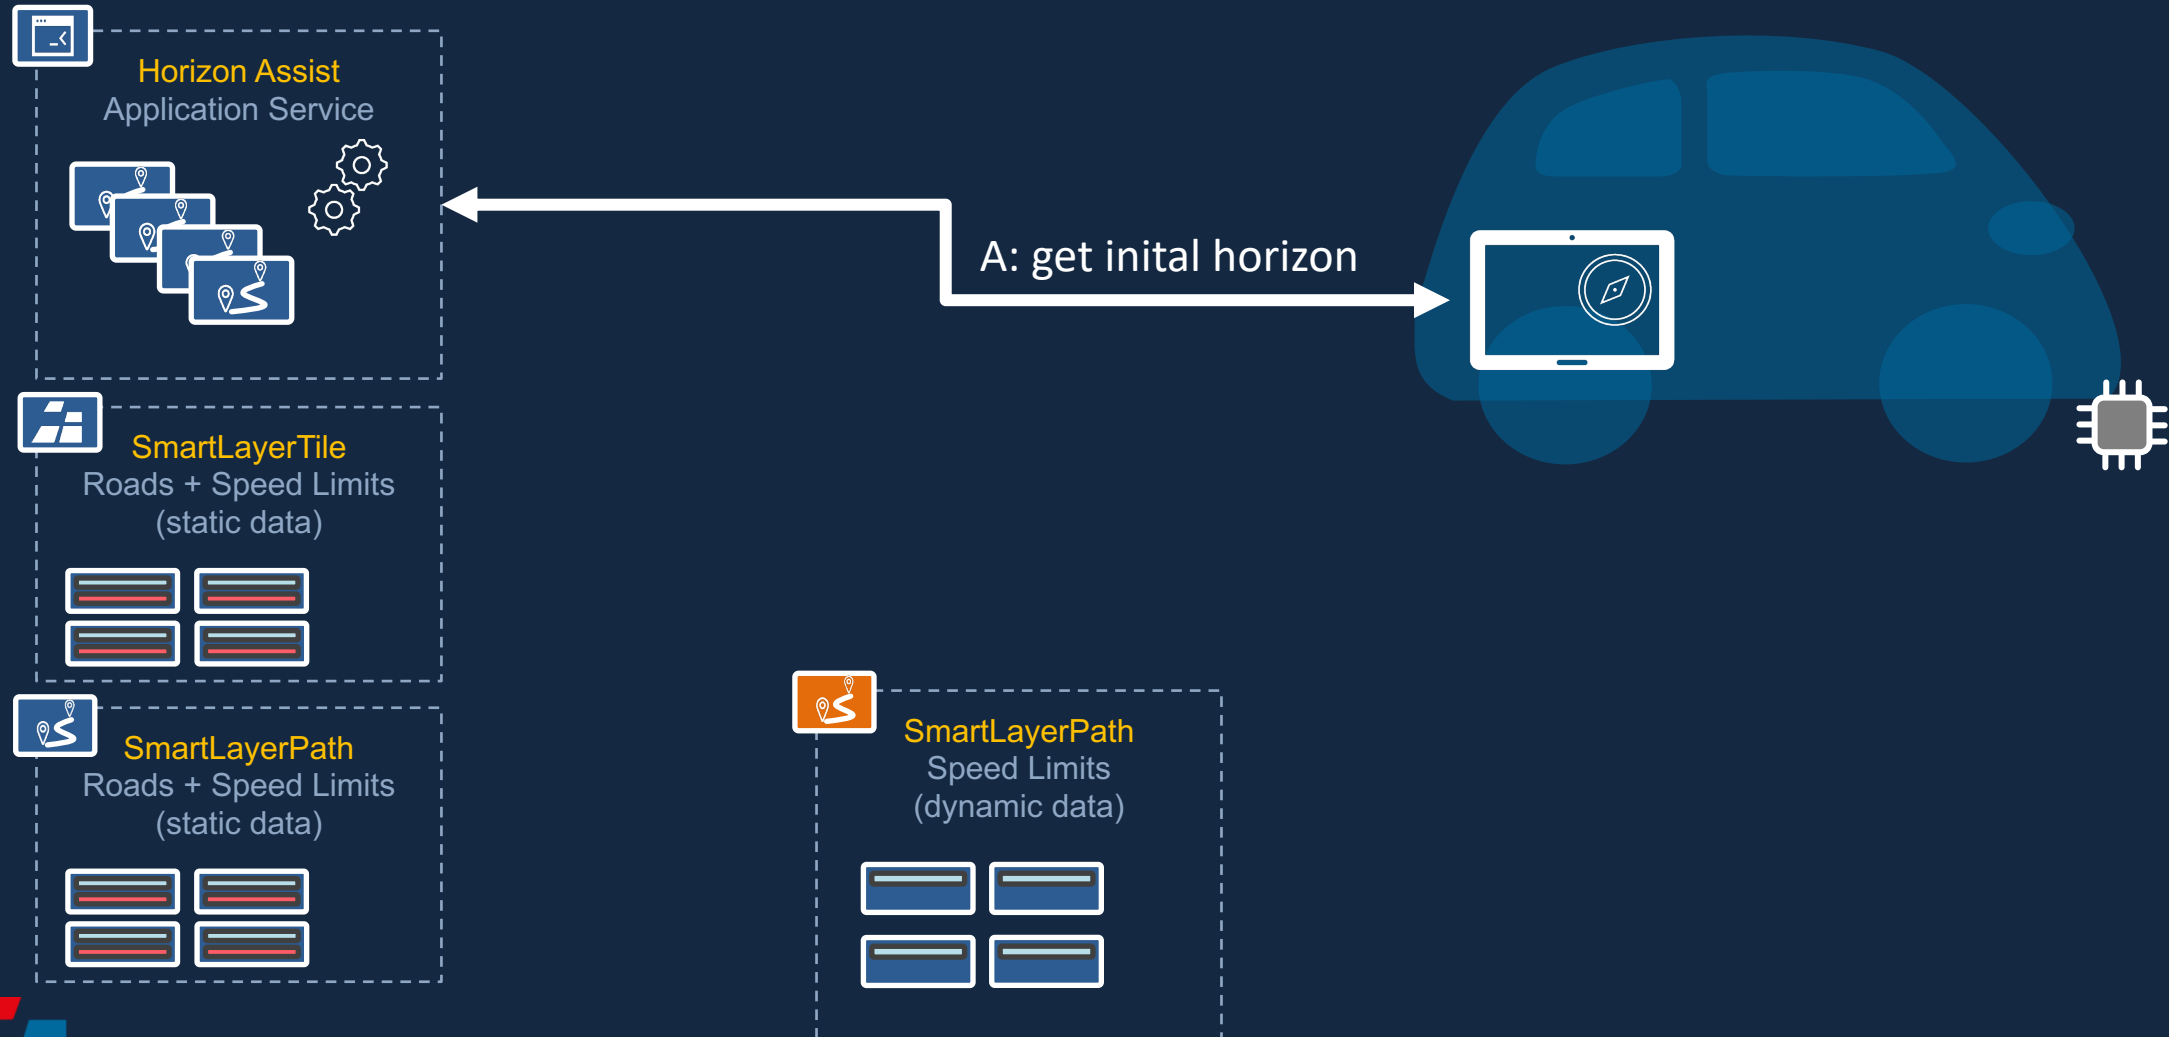 Horizon Assist
Application Service
A: get inital horizon
SmartLayerTile
Roads + Speed Limits
(static data)
SmartLayerPath
Roads + Speed Limits
(static data)
SmartLayerPath
Speed Limits
(dynamic data)